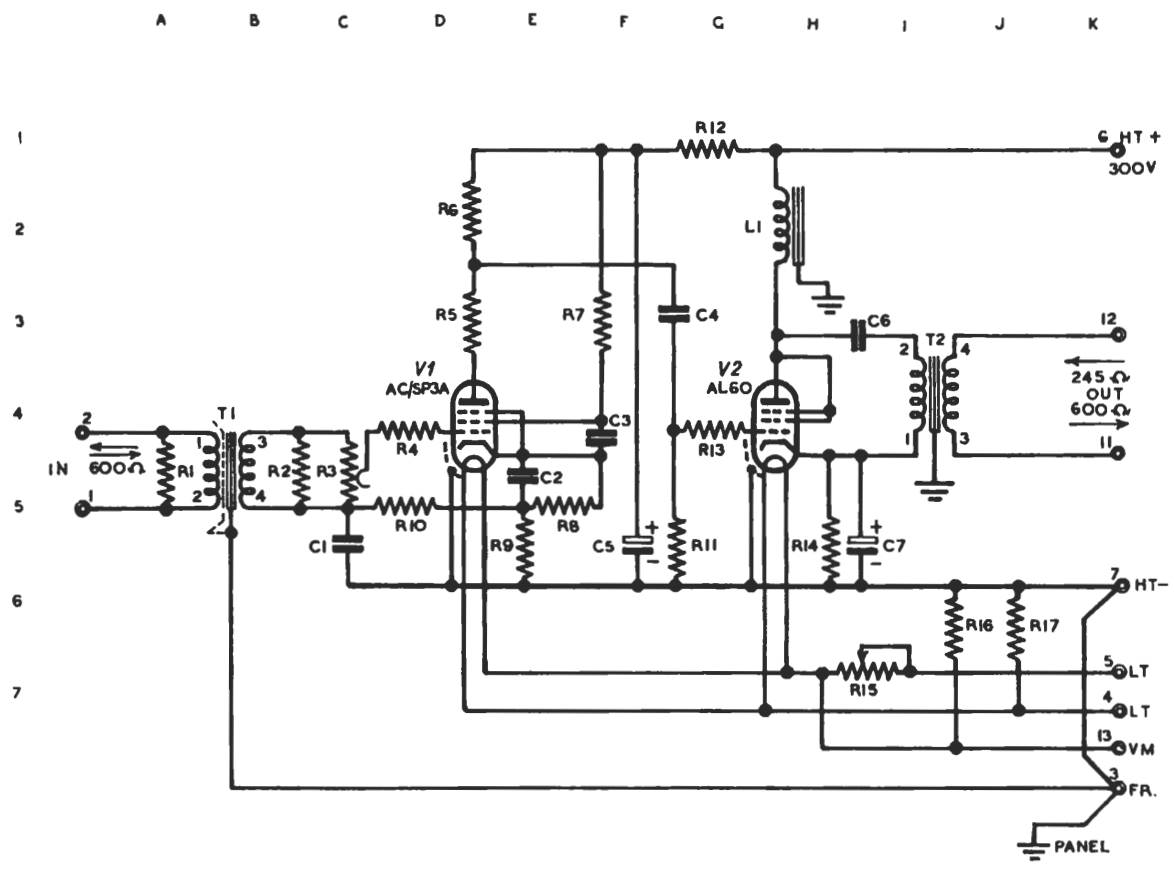 A B C D E F G H I J K
1
R12
6 HT+
300V
R6
2
L1
R5
R7
3
C4
C6
12
T2
2
4
V1
AC/SP3A
V2
AL60
245Ω
OUT
600Ω
4
2
T1
1
3
R4
C3
R13
1
3
11
IN
600Ω
R1
R2
R3
C2
1
2
4
5
R10
R8
C1
R9
C5
+
−
R11
R14
+
−
C7
7
HT−
6
R16
R17
5
LT
R15
7
4
LT
13
VM
3
FR.
PANEL